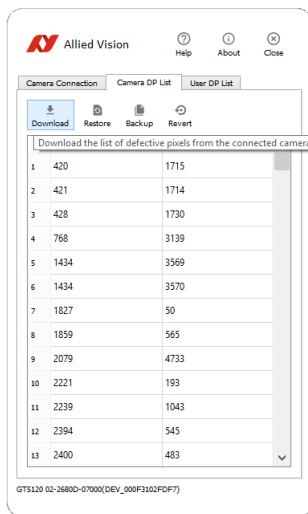 Allied Vision
Help About Close
Camera Connection Camera DP List User DP List
Download Restore Backup Revert
Download the list of defective pixels from the connected camera
1 420 1715
2 421 1714
3 428 1730
4 768 3139
5 1434 3569
6 1434 3570
7 1827 50
8 1859 565
9 2079 4733
10 2221 193
11 2239 1043
12 2394 545
13 2400 483
GT5120 02-2680D-07000(DEV_000F3102FDF7)